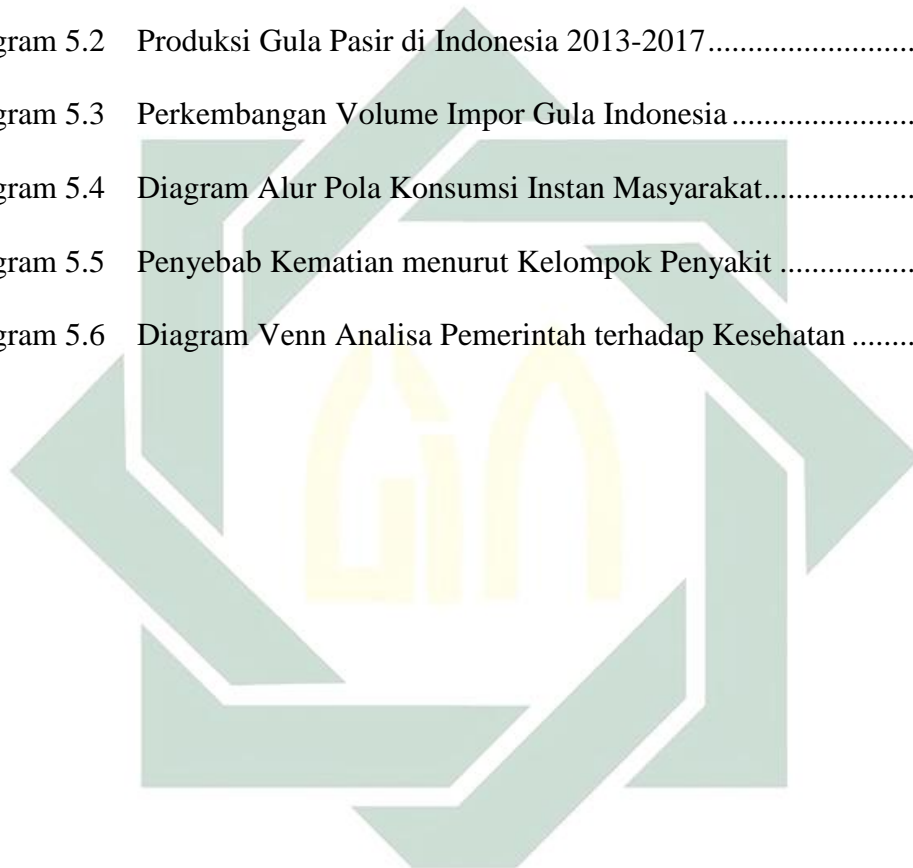 gram 5.2 Produksi Gula Pasir di Indonesia 2013-2017.......................
gram 5.3 Perkembangan Volume Impor Gula Indonesia....................
gram 5.4 Diagram Alur Pola Konsumsi Instan Masyarakat................
gram 5.5 Penyebab Kematian menurut Kelompok Penyakit ..............
gram 5.6 Diagram Venn Analisa Pemerintah terhadap Kesehatan ......